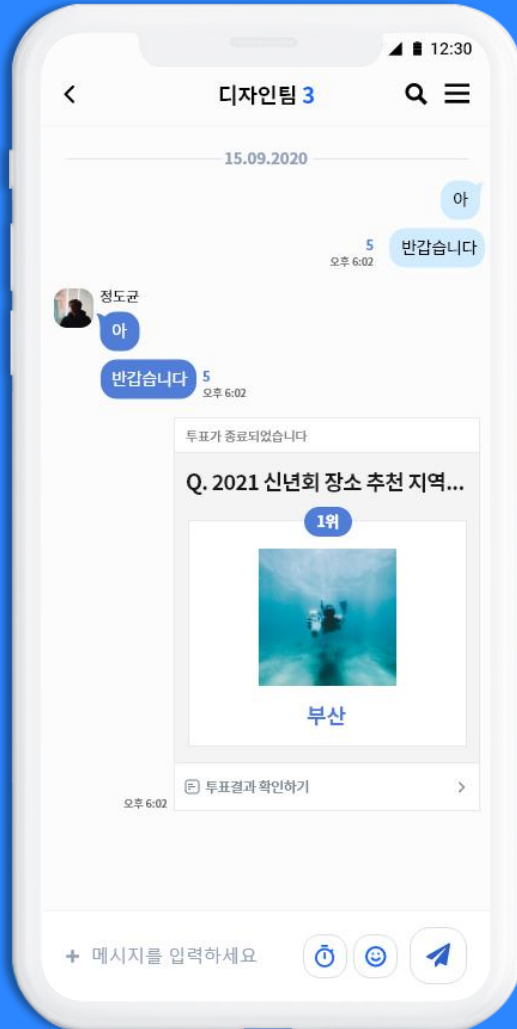 12:30
디자인팀 3
15.09.2020
아
5
반갑습니다
오후 6:02
정도균
아
반갑습니다 5
오후 6:02
투표가 종료되었습니다
Q. 2021 신년회 장소 추천 지역...
1위
부산
투표결과 확인하기
오후 6:02
+ 메시지를 입력하세요